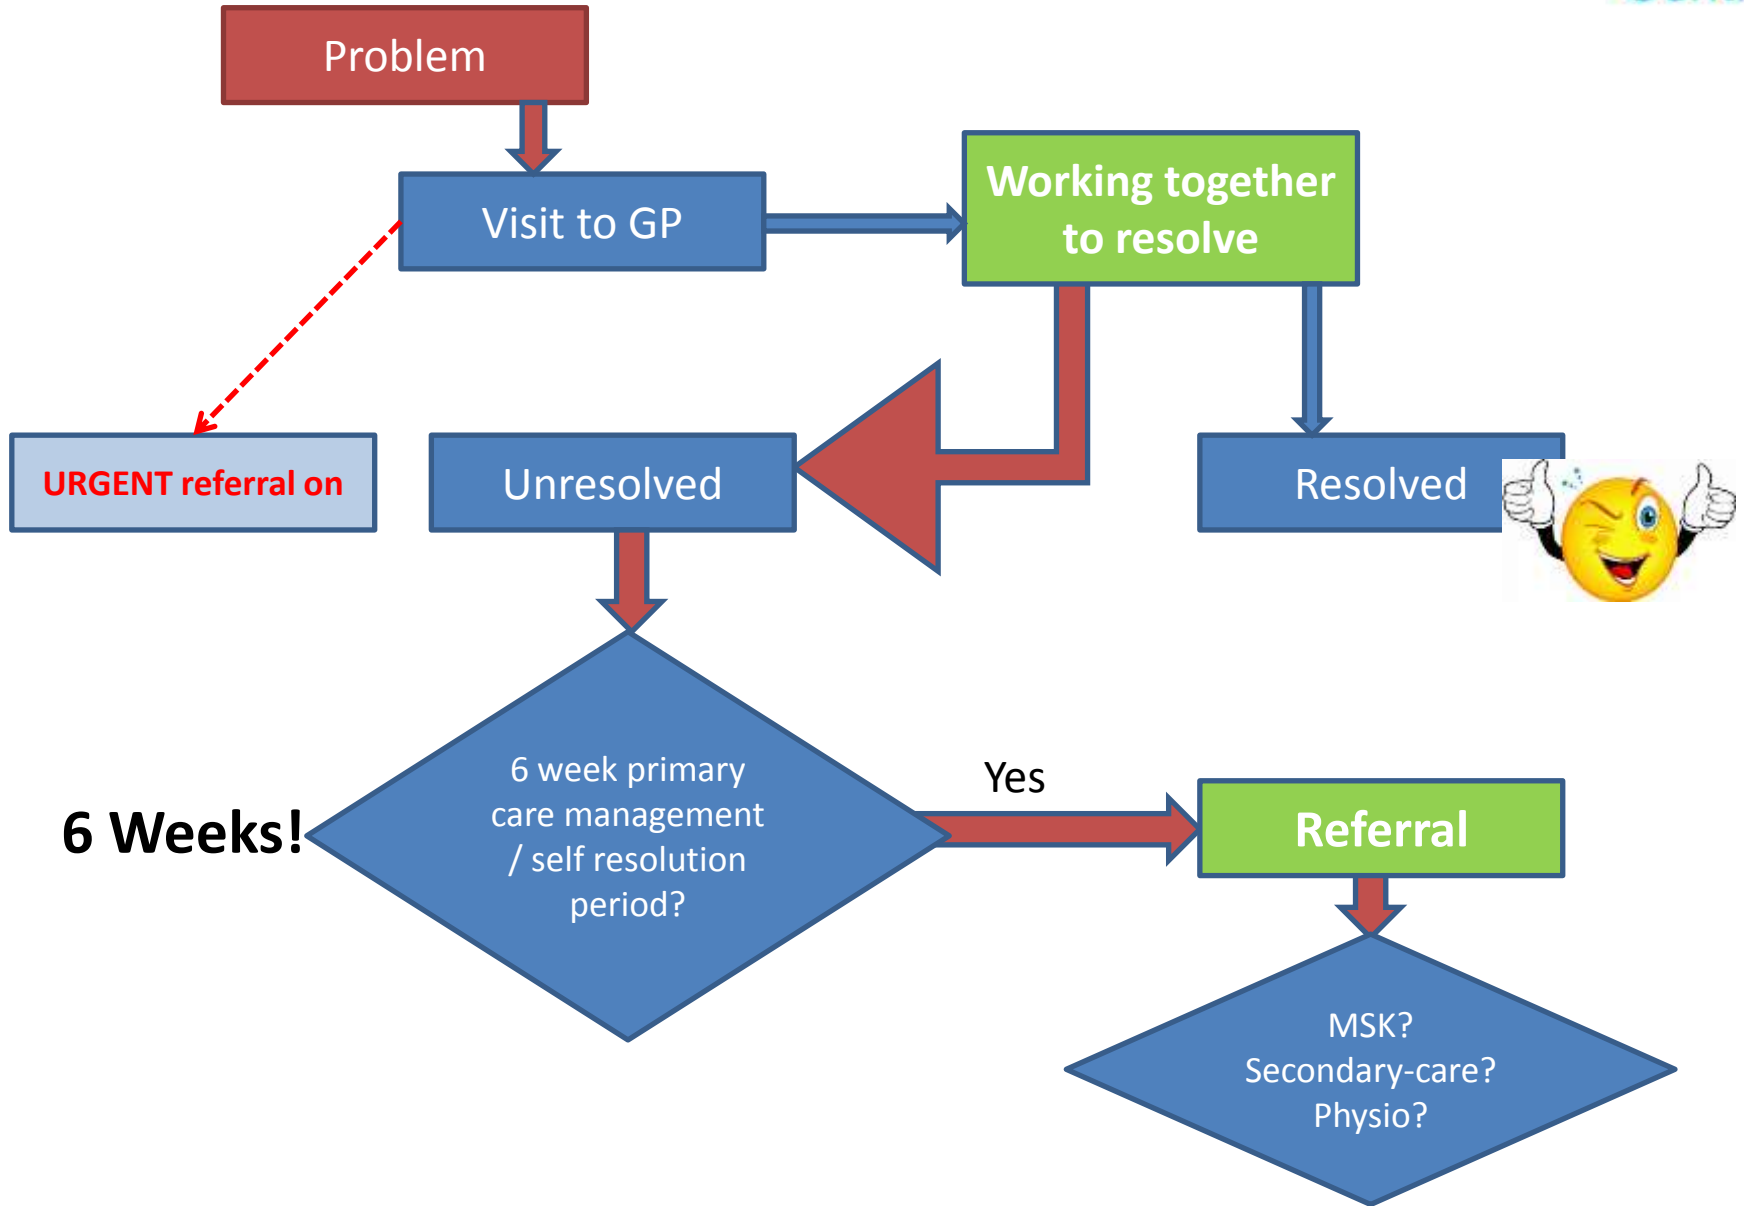 Problem
Visit to GP
Working together
to resolve
URGENT referral on
Unresolved
Resolved
6 week primary
care management
/ self resolution
period?
6 Weeks!
Yes
Referral
MSK?
Secondary-care?
Physio?